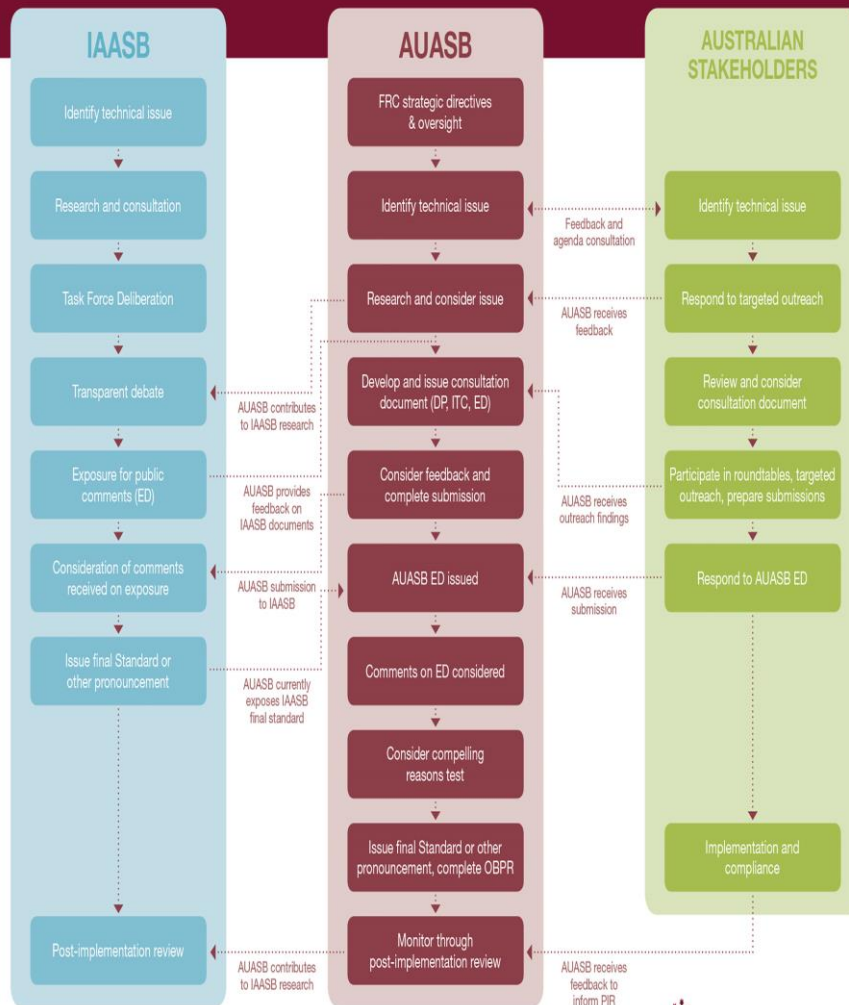 IAASB
Identify technical issue
Research and consultation
Task Force Deliberation
Transparent debate
Exposure for public
comments (ED)
Consideration of comments
received on exposure
Issue final Standard or
other pronouncement
Post-implementation review
AUASB contributes
to IAASB research
AUASB provides
feedback on
IAASB documents
AUASB submission
to IAASB
AUASB currently
exposes IAASB
final standard
AUASB contributes
to IAASB research
AUASB
FRC strategic directives
& oversight
Identify technical issue
Research and consider issue
Develop and issue consultation
document (DP, ITC, ED)
Consider feedback and
complete submission
AUASB ED issued
Comments on ED considered
Consider compelling
reasons test
Issue final Standard or other
pronouncement, complete OBPR
Monitor through
post-implementation review
Feedback and
agenda consultation
AUASB receives
feedback
AUASB receives
outreach findings
AUASB receives
submission
AUASB receives
feedback to
inform PIR
AUSTRALIAN
STAKEHOLDERS
Identify technical issue
Respond to targeted outreach
Review and consider
consultation document
Participate in roundtables, targeted
outreach, prepare submissions
Respond to AUASB ED
Implementation and
compliance